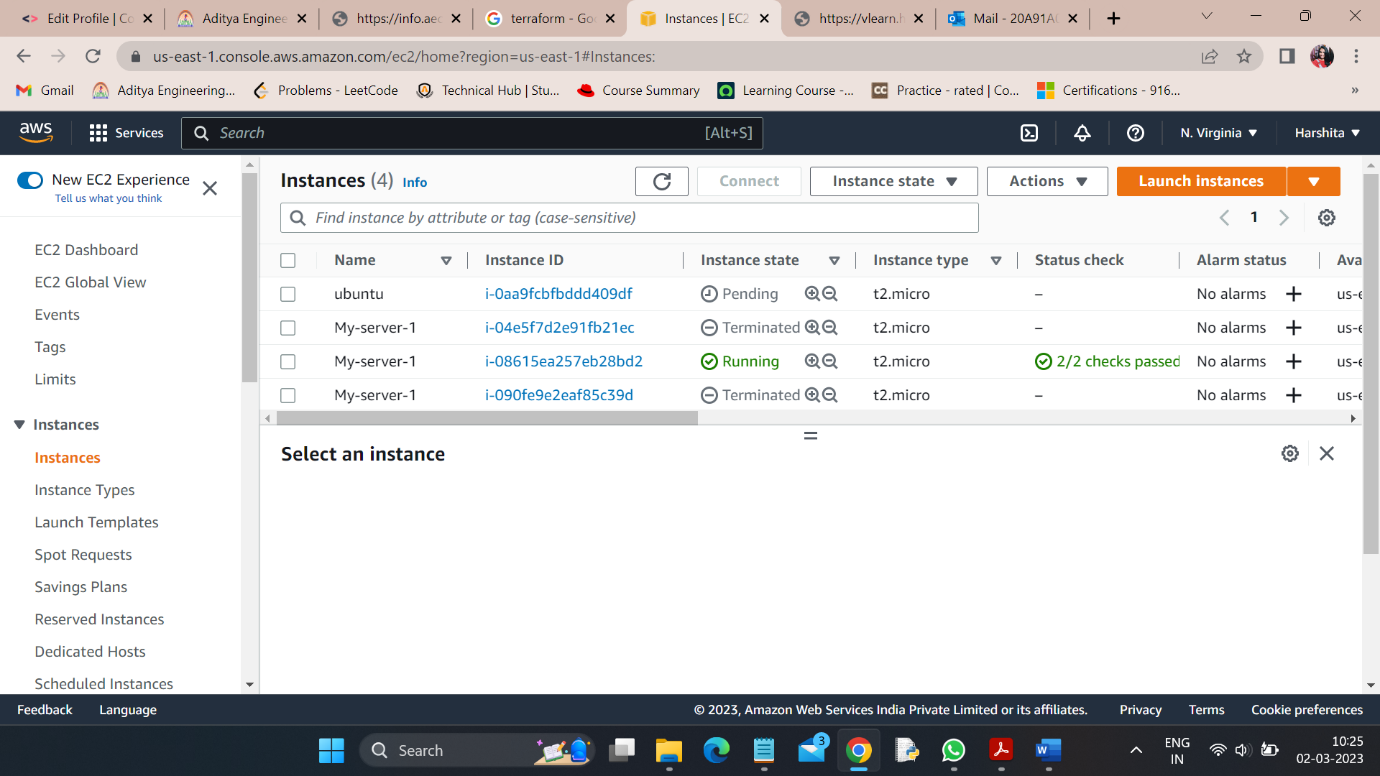 Edit Profile | Co
Aditya Enginee
https://info.aec
terraform - Goo
Instances | EC2
https://vlearn.h
Mail - 20A91A0
us-east-1.console.aws.amazon.com/ec2/home?region=us-east-1#Instances:
Gmail
Aditya Engineering...
Problems - LeetCode
Technical Hub | Stu...
Course Summary
Learning Course -...
CC Practice - rated | Co...
Certifications - 916...
»
aws
Services
Search
[Alt+S]
N. Virginia
Harshita
New EC2 Experience
Tell us what you think
EC2 Dashboard
EC2 Global View
Events
Tags
Limits
Instances
Instances
Instance Types
Launch Templates
Spot Requests
Savings Plans
Reserved Instances
Dedicated Hosts
Scheduled Instances
Instances (4) Info
Connect
Instance state
Actions
Launch instances
Find instance by attribute or tag (case-sensitive)
1
Name Instance ID Instance state Instance type Status check Alarm status Ava
ubuntu i-0aa9fcbfbddd409df Pending t2.micro – No alarms + us-e
My-server-1 i-04e5f7d2e91fb21ec Terminated t2.micro – No alarms + us-e
My-server-1 i-08615ea257eb28bd2 Running t2.micro 2/2 checks passed No alarms + us-e
My-server-1 i-090fe9e2eaf85c39d Terminated t2.micro – No alarms + us-e
Select an instance
Feedback Language © 2023, Amazon Web Services India Private Limited or its affiliates. Privacy Terms Cookie preferences
Search
3
ENG
IN
10:25
02-03-2023